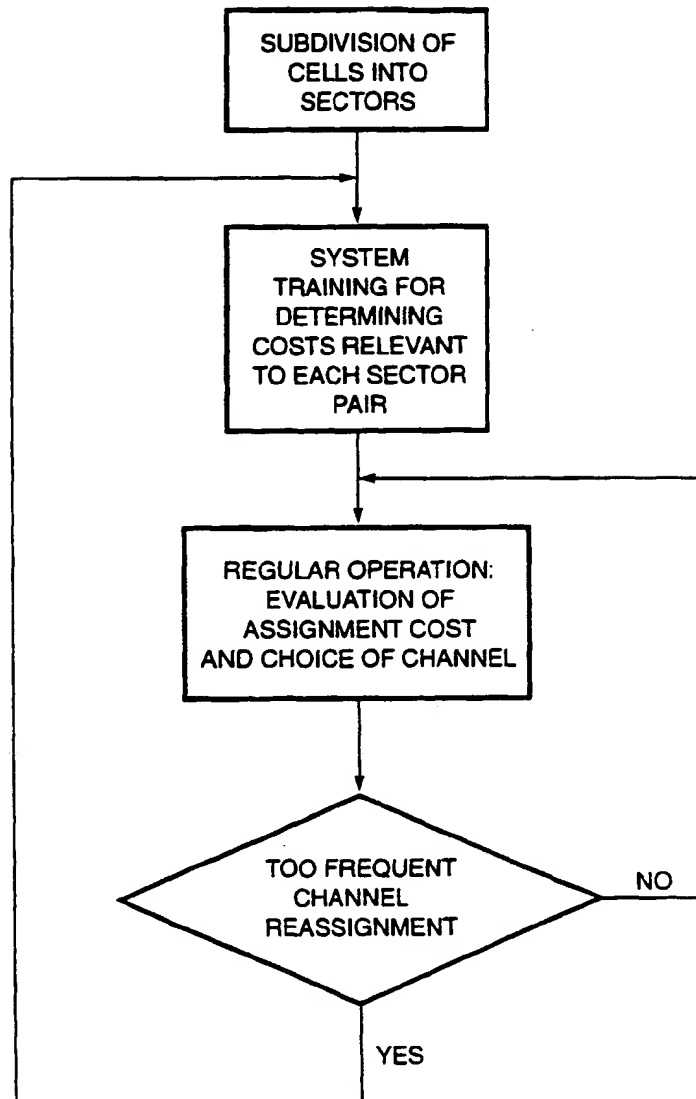 SUBDIVISION OF
CELLS INTO
SECTORS
SYSTEM
TRAINING FOR
DETERMINING
COSTS RELEVANT
TO EACH SECTOR
PAIR
REGULAR OPERATION:
EVALUATION OF
ASSIGNMENT COST
AND CHOICE OF CHANNEL
TOO FREQUENT
CHANNEL
REASSIGNMENT
NO
YES